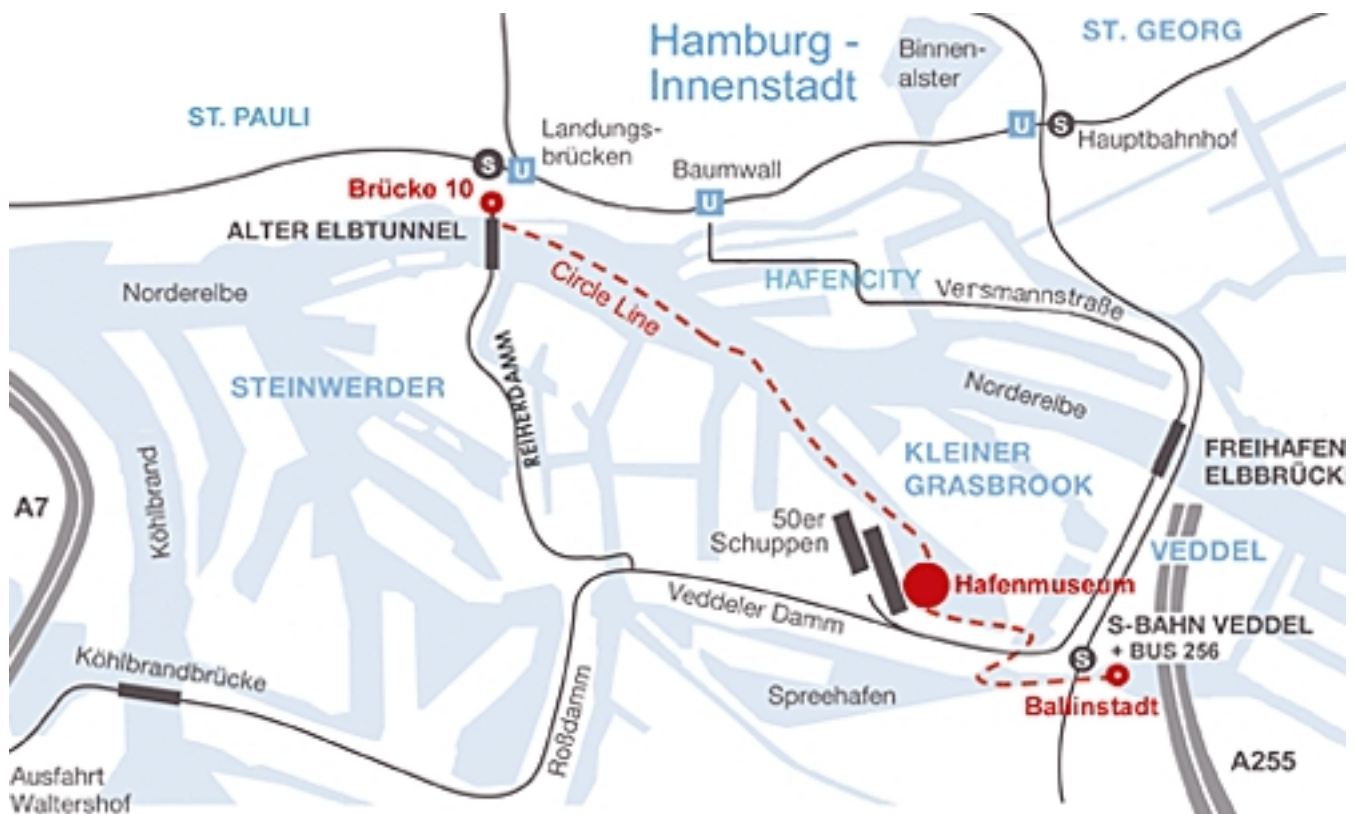 Hamburg -
Innenstadt
Binnen-
alster
ST. GEORG
ST. PAULI
Landungs-
brücken
S
U
Baumwall
U
U
S
Hauptbahnhof
Brücke 10
ALTER ELBTUNNEL
Norderelbe
Circle Line
HAFENCITY
Versmannstraße
STEINWERDER
REIHERDAMM
Norderelbe
KLEINER
GRASBROOK
FREIHAFEN
ELBBRÜCK
A7
Köhlbrand
50er
Schuppen
VEDDEL
Hafenmuseum
Veddeler Damm
S-BAHN VEDDEL
+ BUS 256
S
Köhlbrandbrücke
Roßdamm
Spreehafen
Ballinstadt
A255
Ausfahrt
Waltershof